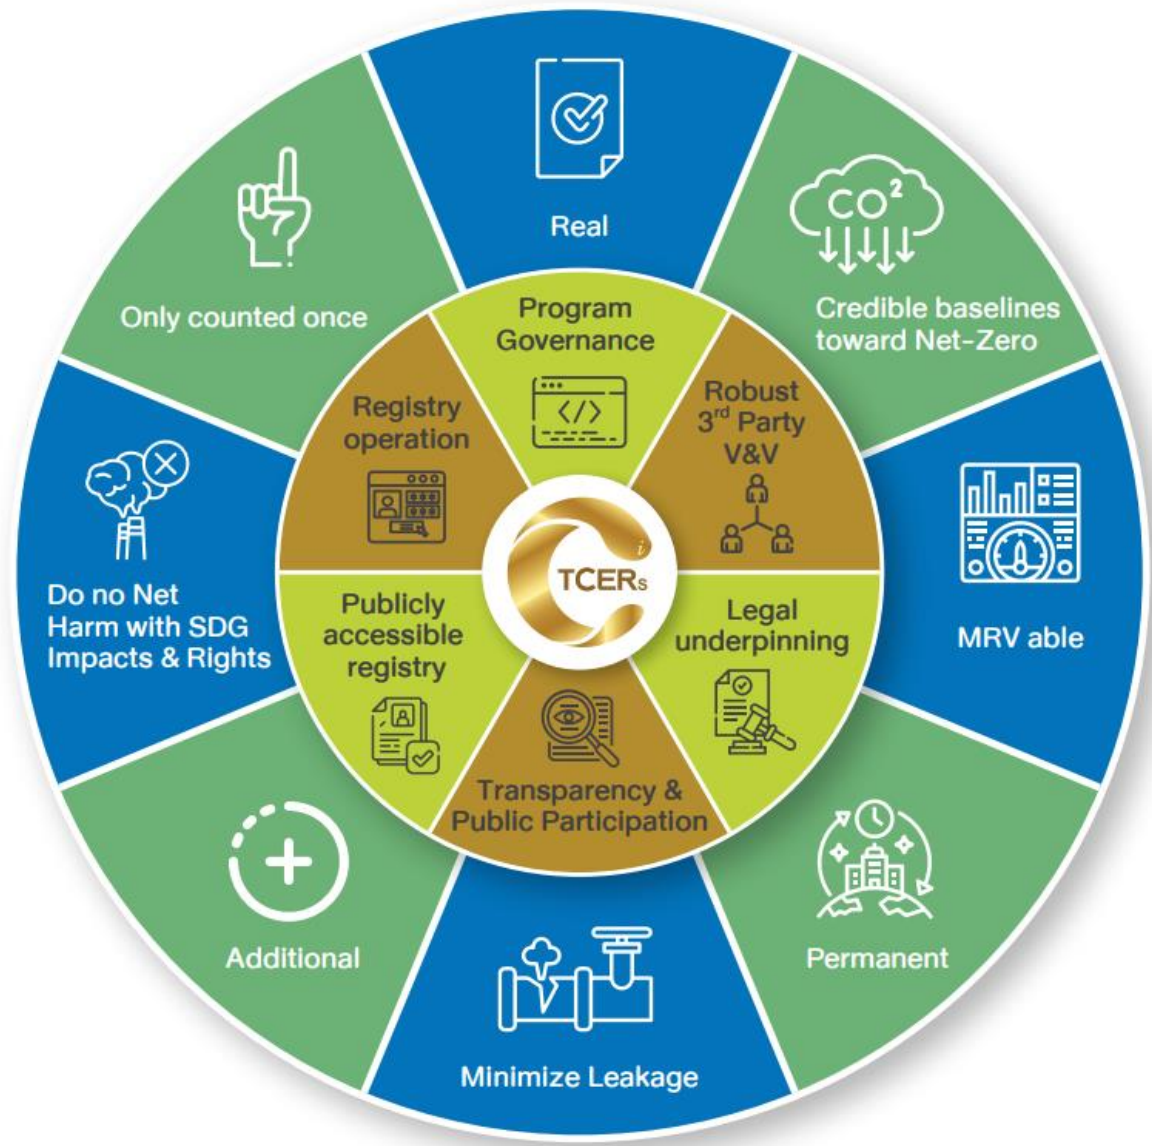 Real
CO²
Credible baselines
toward Net-Zero
MRV able
Permanent
Minimize Leakage
Additional
Do no Net
Harm with SDG
Impacts & Rights
Only counted once
Program
Governance
</>
Robust
3rd Party
V&V
Legal
underpinning
Transparency &
Public Participation
Publicly
accessible
registry
Registry
operation
i
TCERs